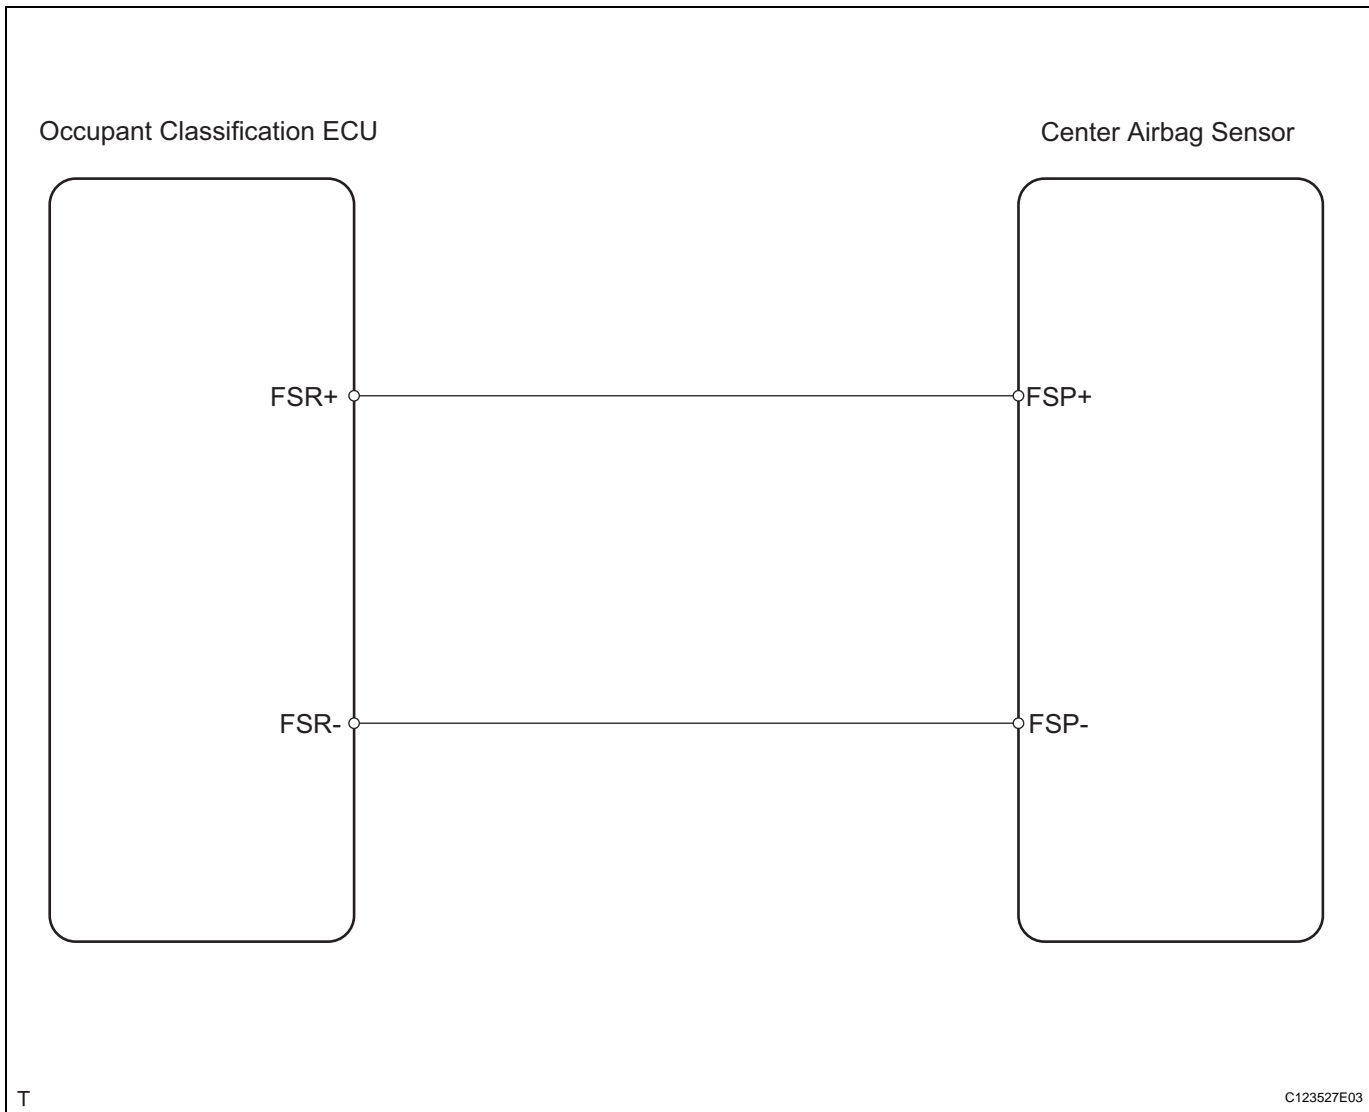 Occupant Classification ECU
Center Airbag Sensor
FSR+
FSP+
FSR-
FSP-
T
C123527E03